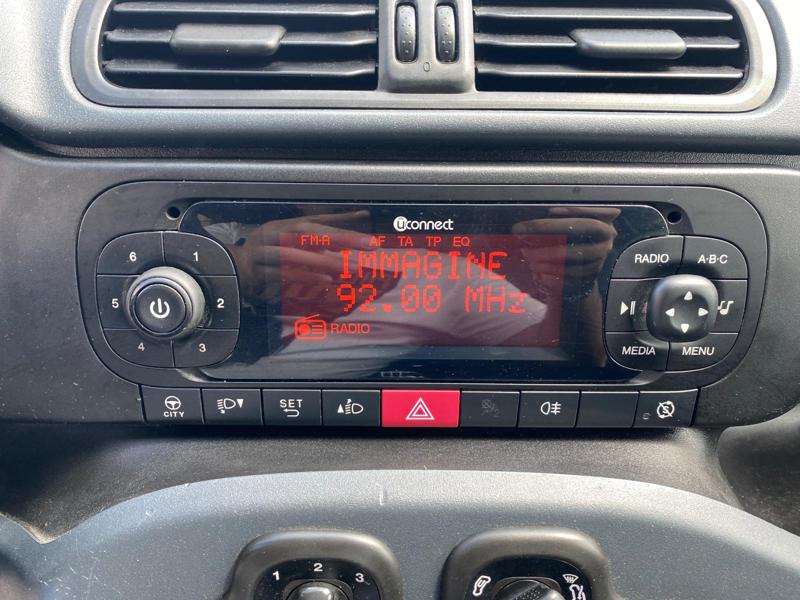 0
uconnect
FM-A AF TA TP EQ
IMMAGINE
92.00 MHz
RADIO
6 1
5 2
4 3
RADIO A·B·C
MEDIA MENU
CITY
SET
1 2 3